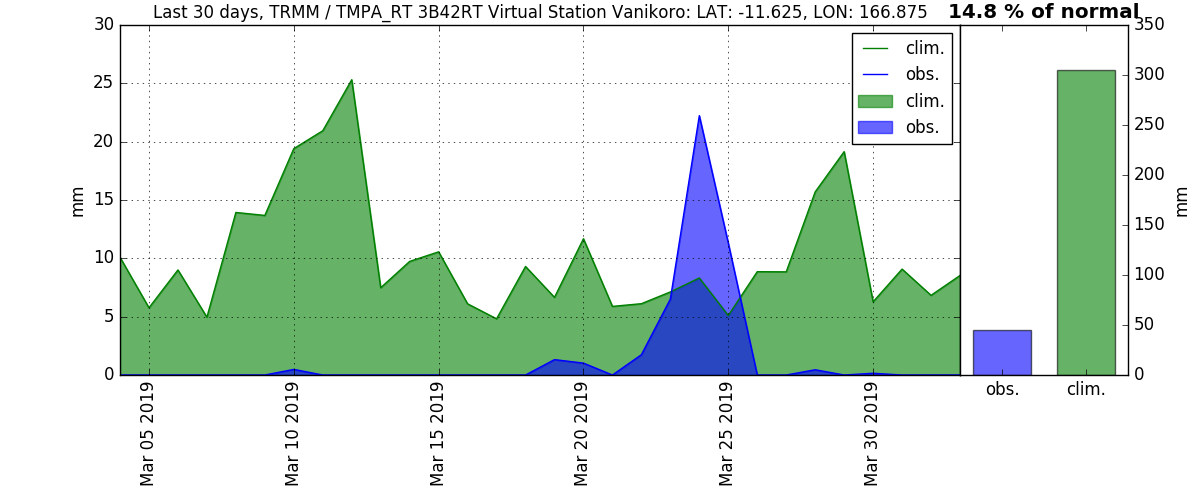 Last 30 days, TRMM / TMPA_RT 3B42RT Virtual Station Vanikoro: LAT: -11.625, LON: 166.875
14.8 % of normal
30
25
20
15
10
5
0
mm
clim.
obs.
clim.
obs.
Mar 05 2019
Mar 10 2019
Mar 15 2019
Mar 20 2019
Mar 25 2019
Mar 30 2019
350
300
250
200
150
100
50
0
mm
obs.
clim.